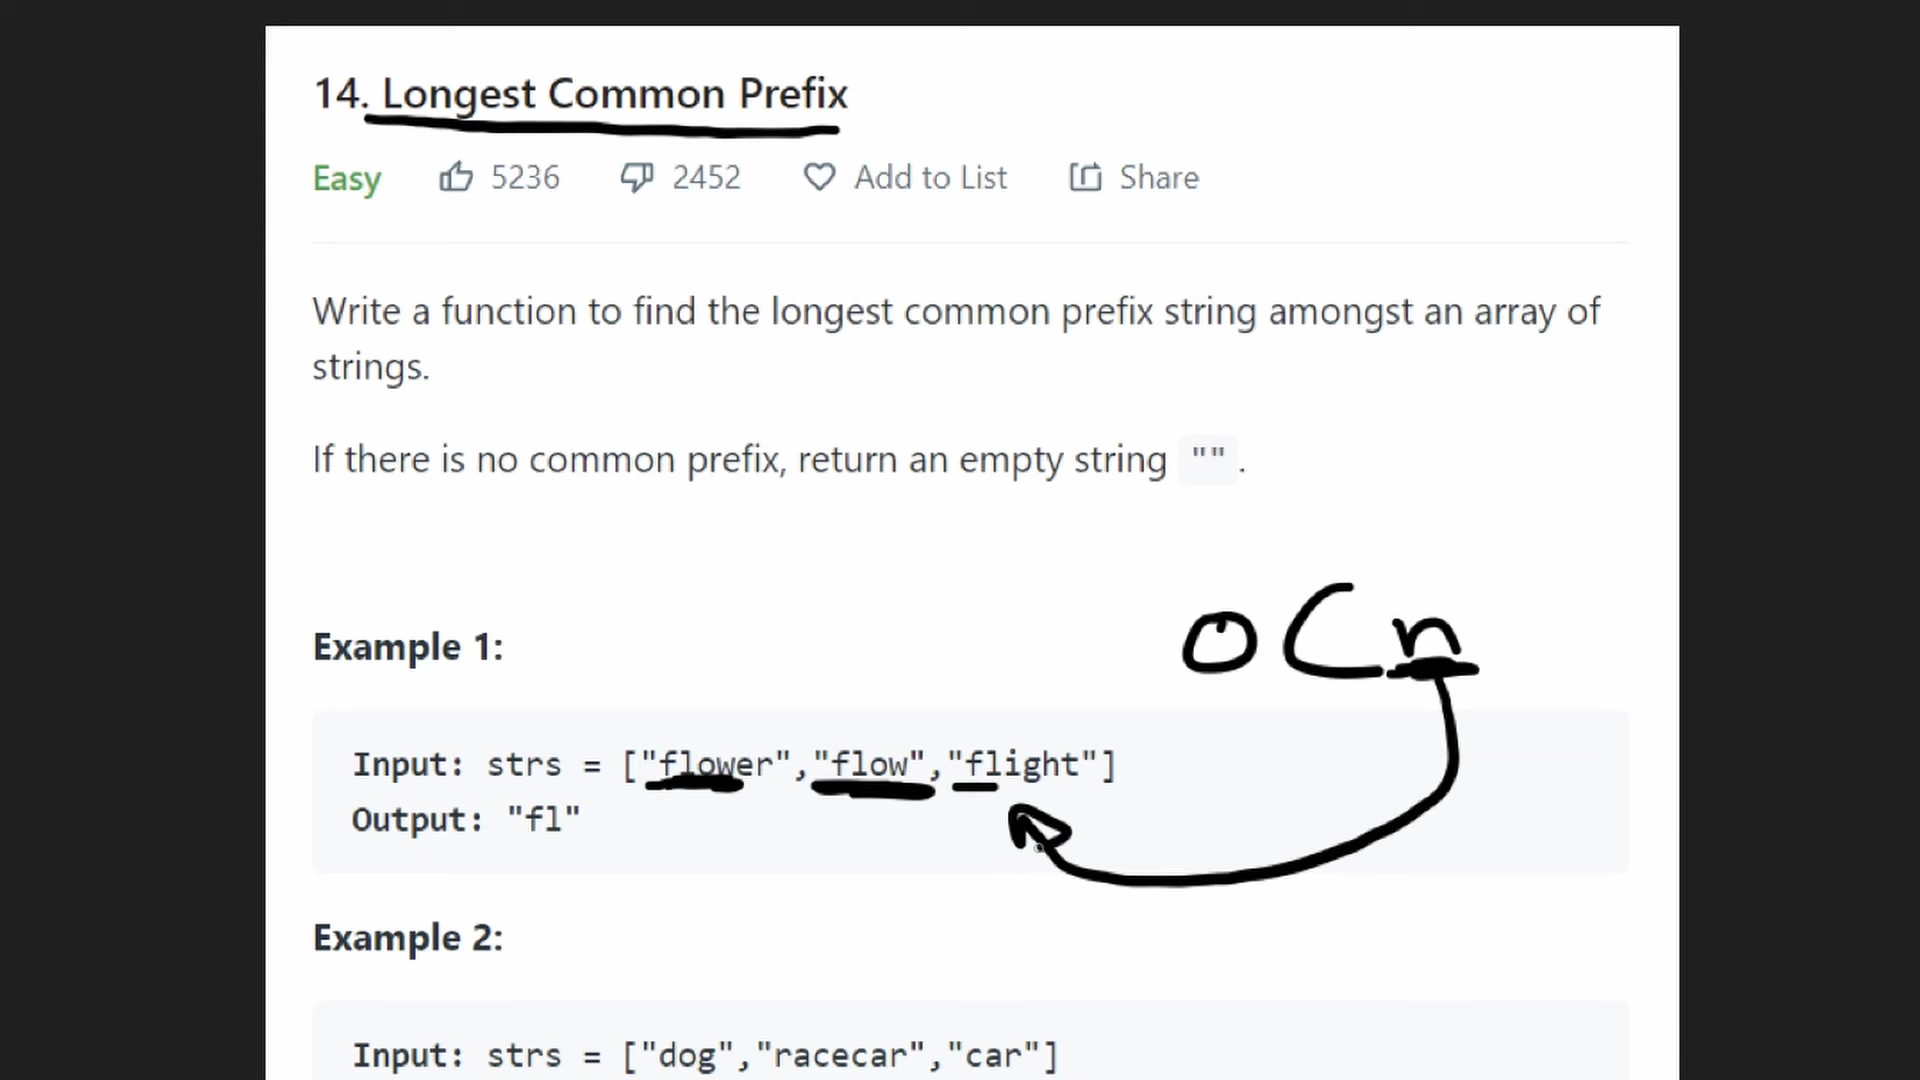 14. Longest Common Prefix
Easy 5236 2452 Add to List Share
Write a function to find the longest common prefix string amongst an array of
strings.
If there is no common prefix, return an empty string "".
Example 1:
O(n
Input: strs = ["flower","flow","flight"]
Output: "fl"
Example 2:
Input: strs = ["dog","racecar","car"]